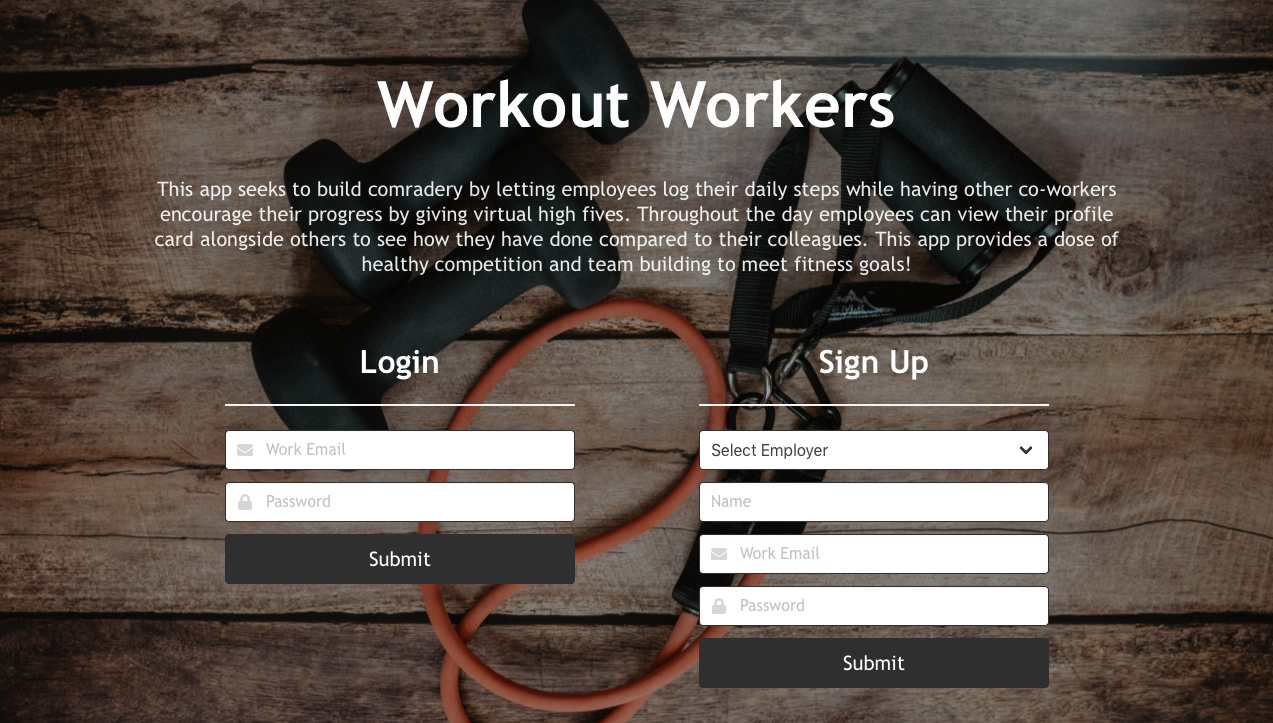 Workout Workers
This app seeks to build comradery by letting employees log their daily steps while having other co-workers
encourage their progress by giving virtual high fives. Throughout the day employees can view their profile
card alongside others to see how they have done compared to their colleagues. This app provides a dose of
healthy competition and team building to meet fitness goals!
Login
Work Email
Password
Submit
Sign Up
Select Employer
Name
Work Email
Password
Submit